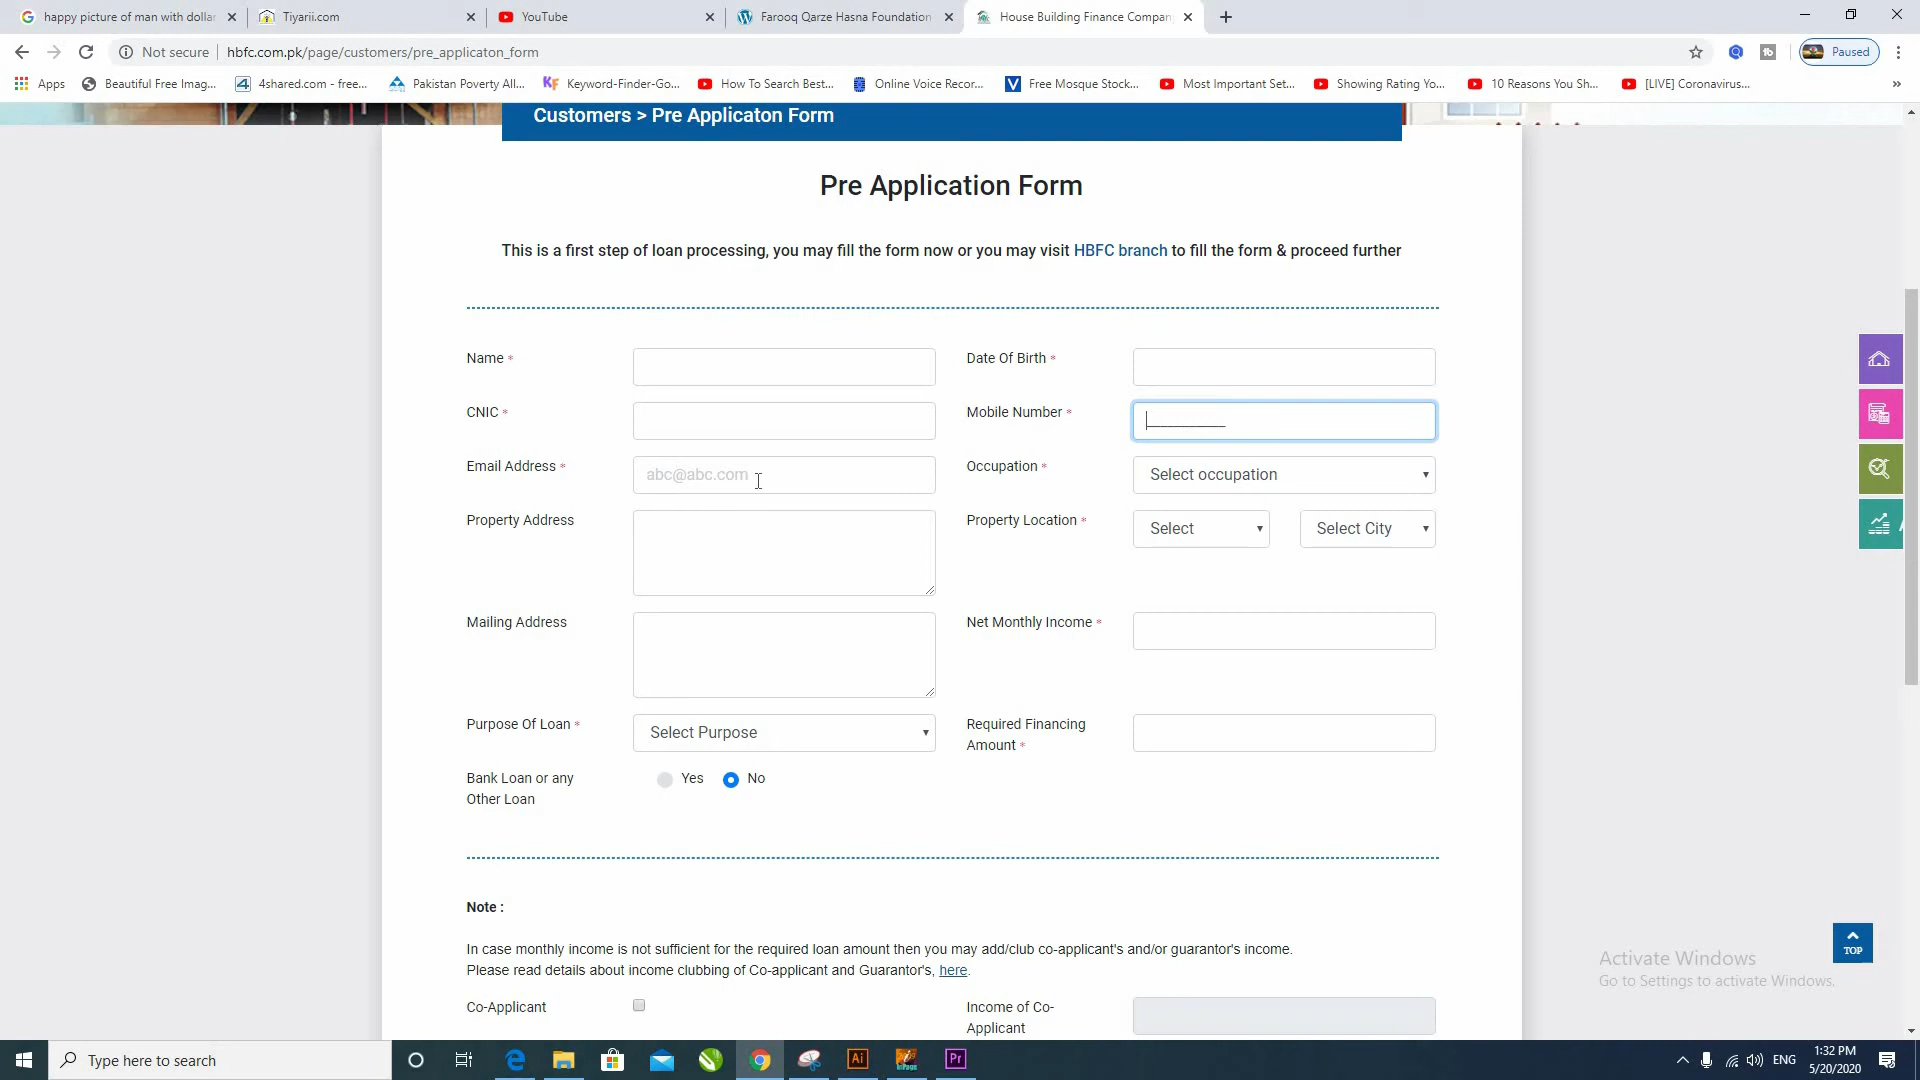 happy picture of man with dollar
Tiyarii.com
YouTube
Farooq Qarze Hasna Foundation
House Building Finance Compan
Not secure
hbfc.com.pk/page/customers/pre_applicaton_form
Paused
Apps
Beautiful Free Imag...
4shared.com - free...
Pakistan Poverty All...
Keyword-Finder-Go...
How To Search Best...
Online Voice Recor...
Free Mosque Stock...
Most Important Set...
Showing Rating Yo...
10 Reasons You Sh...
[LIVE] Coronavirus...
»
Customers > Pre Applicaton Form
Pre Application Form
This is a first step of loan processing, you may fill the form now or you may visit HBFC branch to fill the form & proceed further
Name *
Date Of Birth *
CNIC *
Mobile Number *
___________
Email Address *
abc@abc.com
Occupation *
Select occupation
Property Address
Property Location *
Select
Select City
Mailing Address
Net Monthly Income *
Purpose Of Loan *
Select Purpose
Required Financing
Amount *
Bank Loan or any
Other Loan
Yes
No
Note :
In case monthly income is not sufficient for the required loan amount then you may add/club co-applicant's and/or guarantor's income.
Please read details about income clubbing of Co-applicant and Guarantor's, here.
Co-Applicant
Income of Co-
Applicant
TOP
Activate Windows
Go to Settings to activate Windows.
Type here to search
Ai
Pr
ENG
1:32 PM
5/20/2020